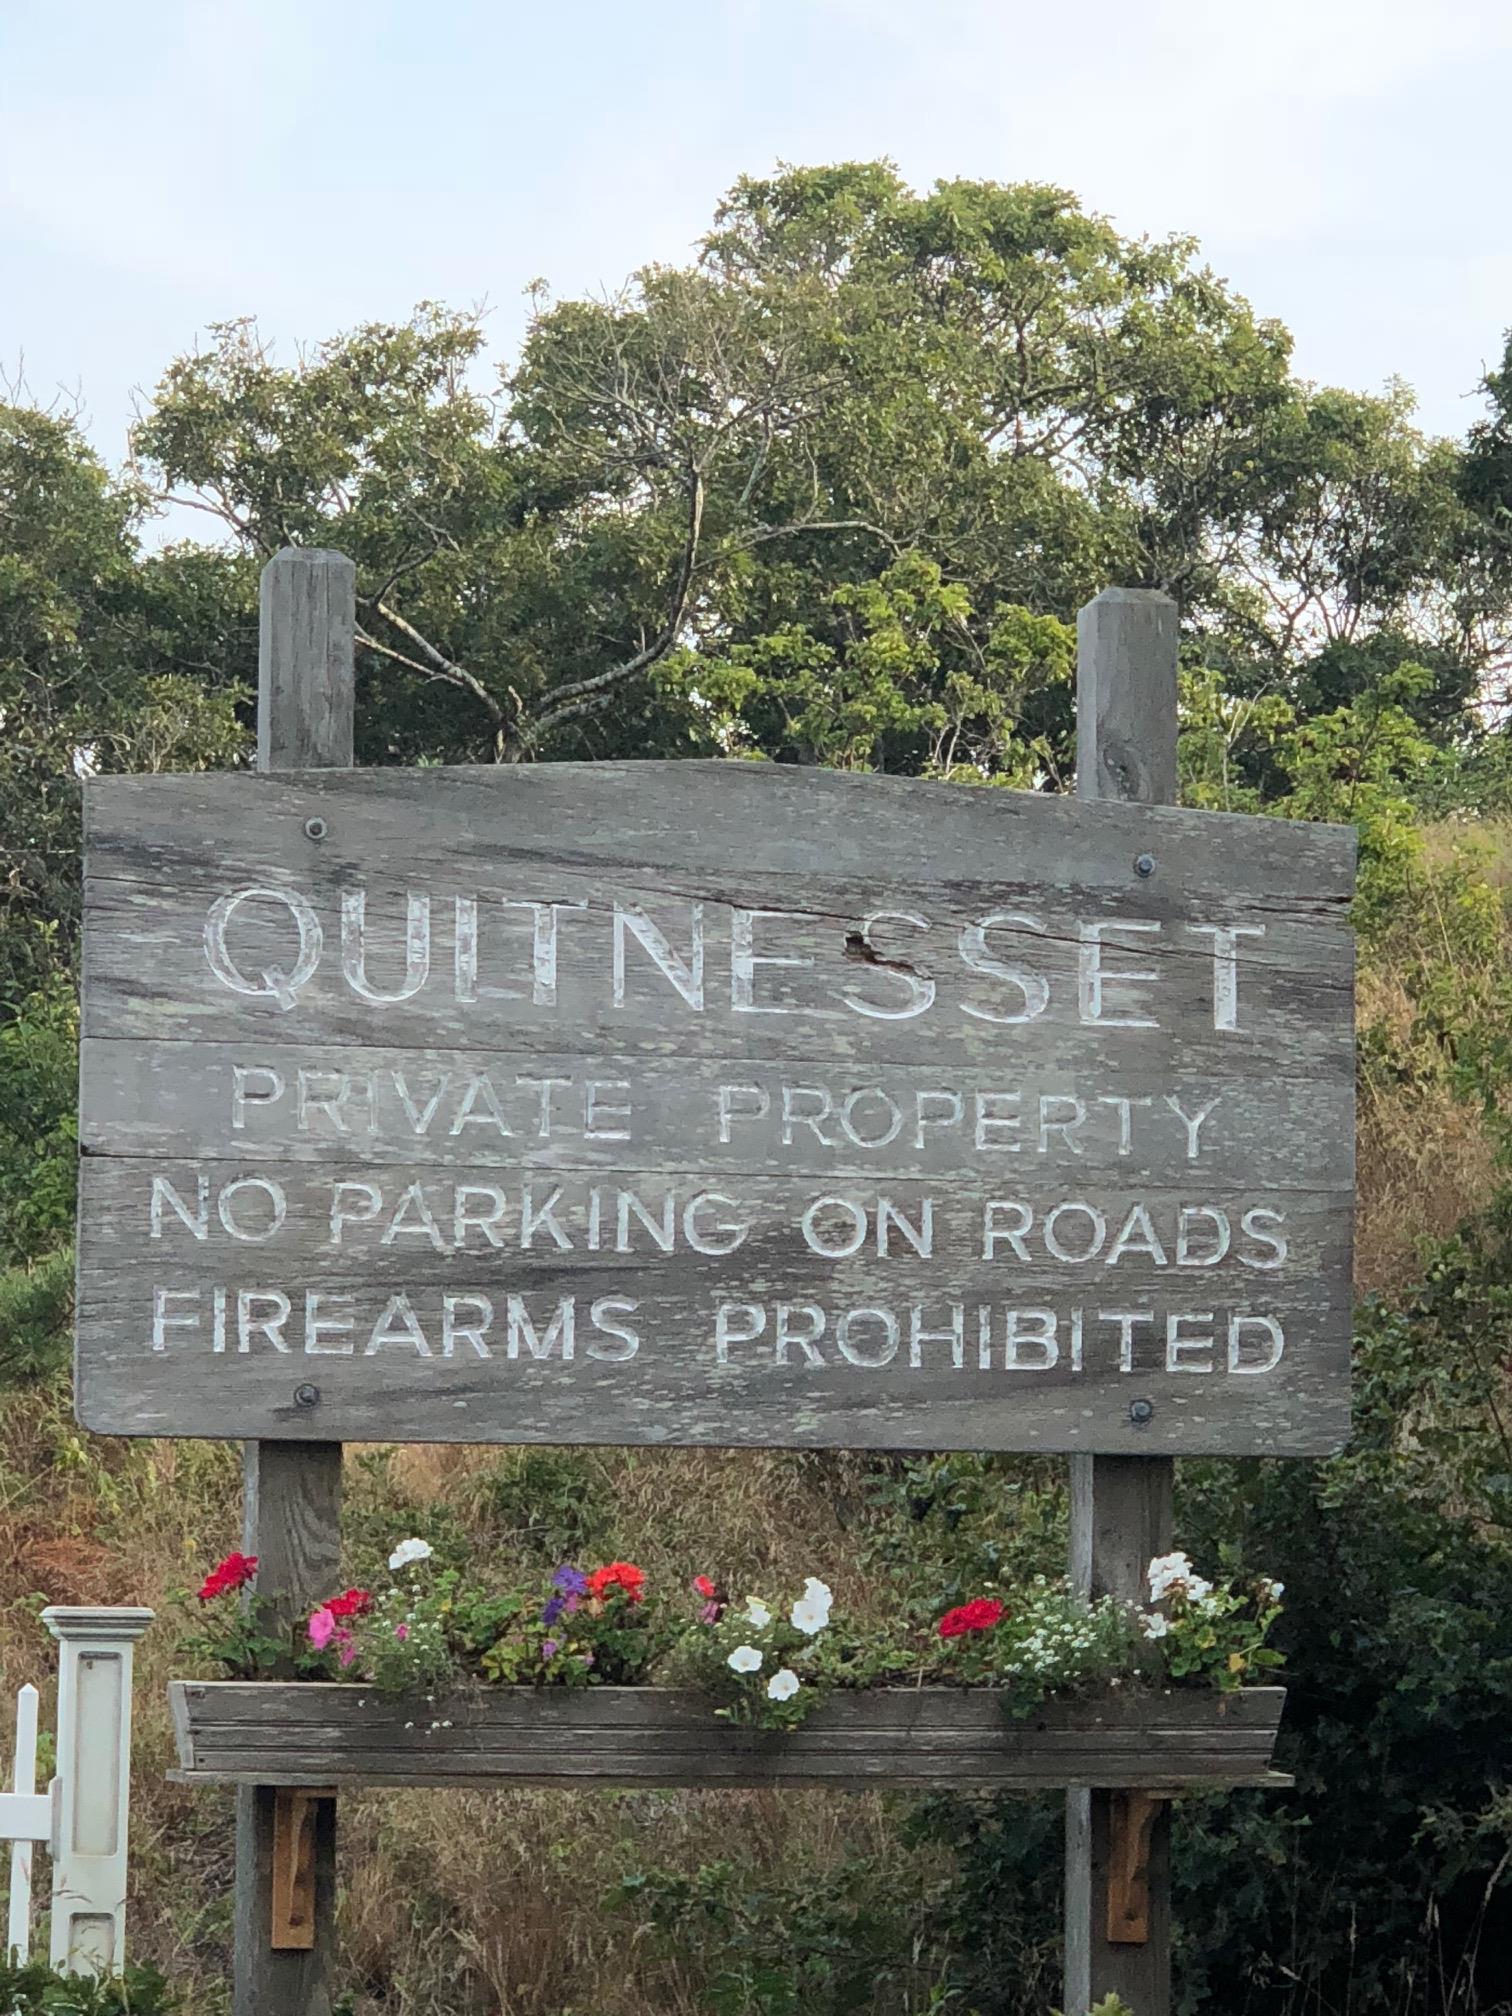 QUITNESSET
PRIVATE PROPERTY
NO PARKING ON ROADS
FIREARMS PROHIBITED